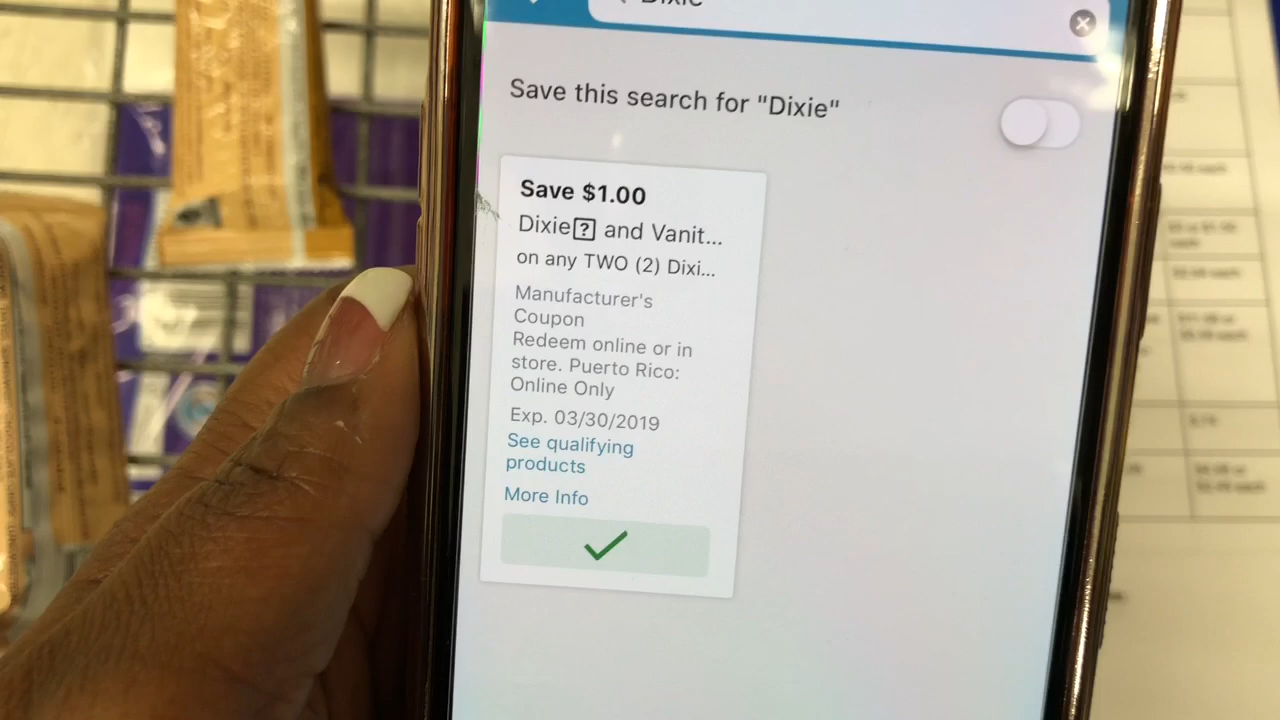 Dixie
Save this search for "Dixie"
Save $1.00
Dixie⍰ and Vanit...
on any TWO (2) Dixi...
Manufacturer's
Coupon
Redeem online or in
store. Puerto Rico:
Online Only
Exp. 03/30/2019
See qualifying
products
More Info